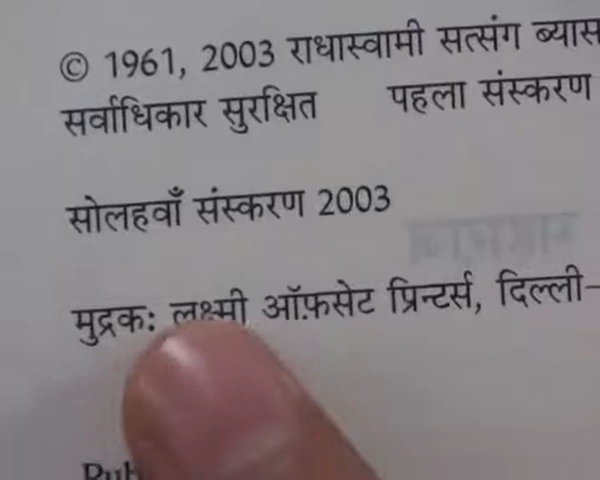 © 1961, 2003 राधास्वामी सत्संग ब्यास
सर्वाधिकार सुरक्षित पहला संस्करण
सोलहवाँ संस्करण 2003
मुद्रकः लक्ष्मी ऑफ़सेट प्रिन्टर्स, दिल्ली-